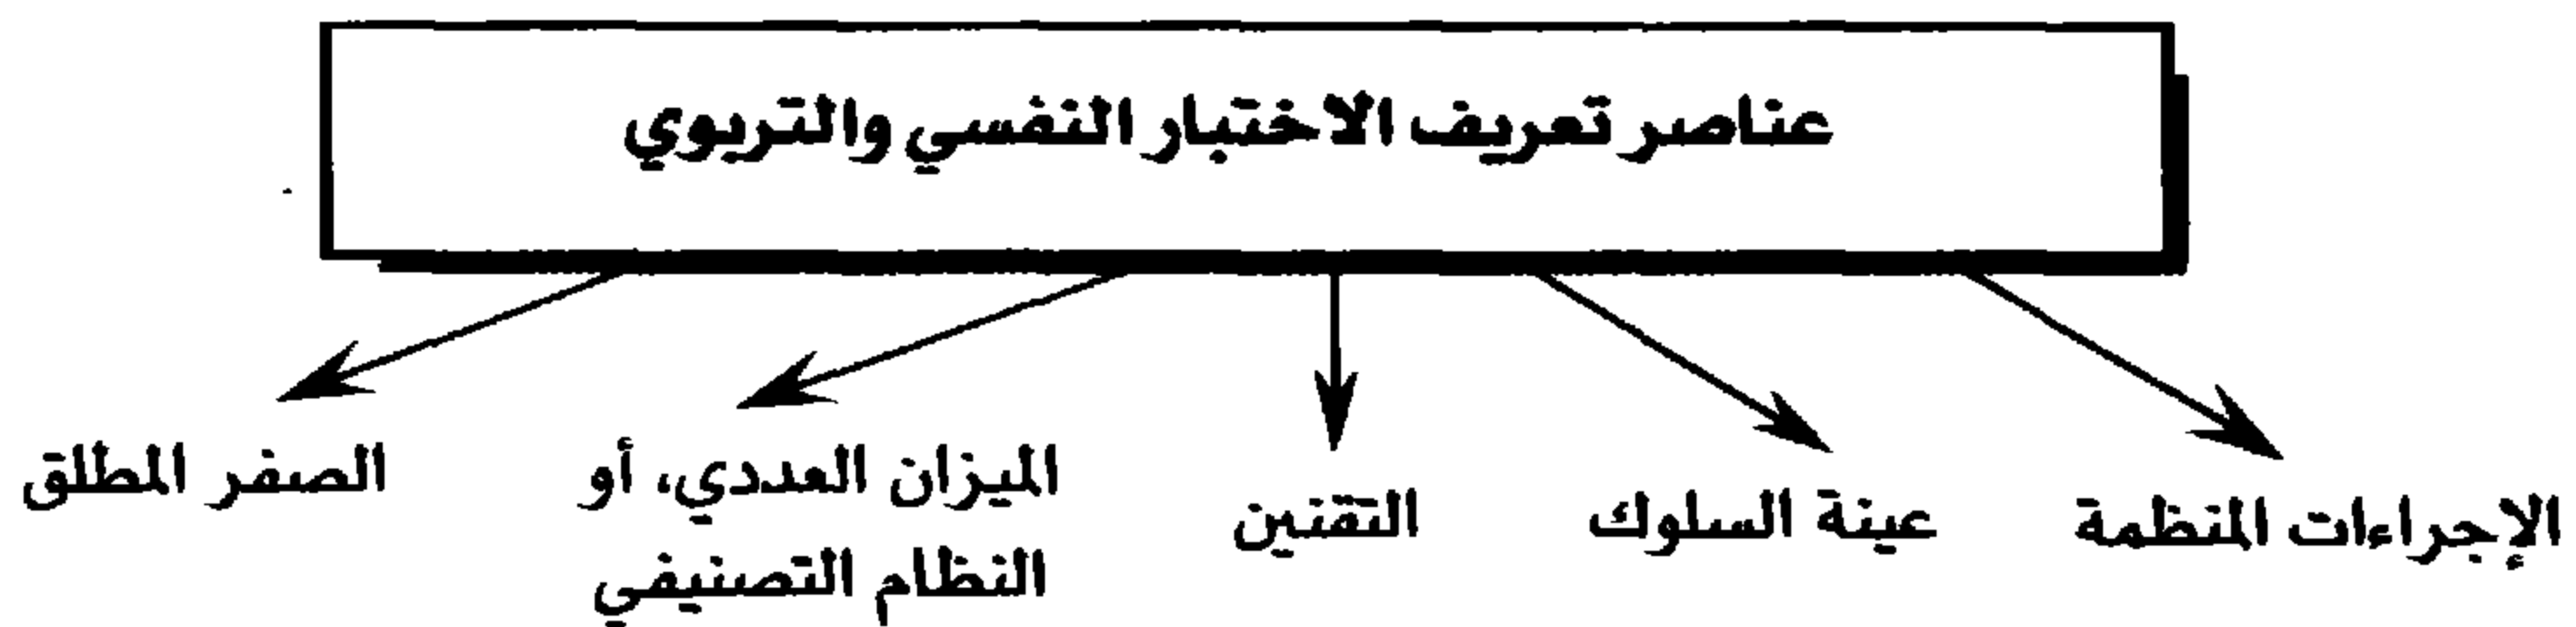 عناصر تعريف الاختبار النفسي والتربوي
الإجراءات المنظمة
عينة السلوك
التقنين
الميزان العددي، أو
النظام التصنيفي
الصفر المطلق